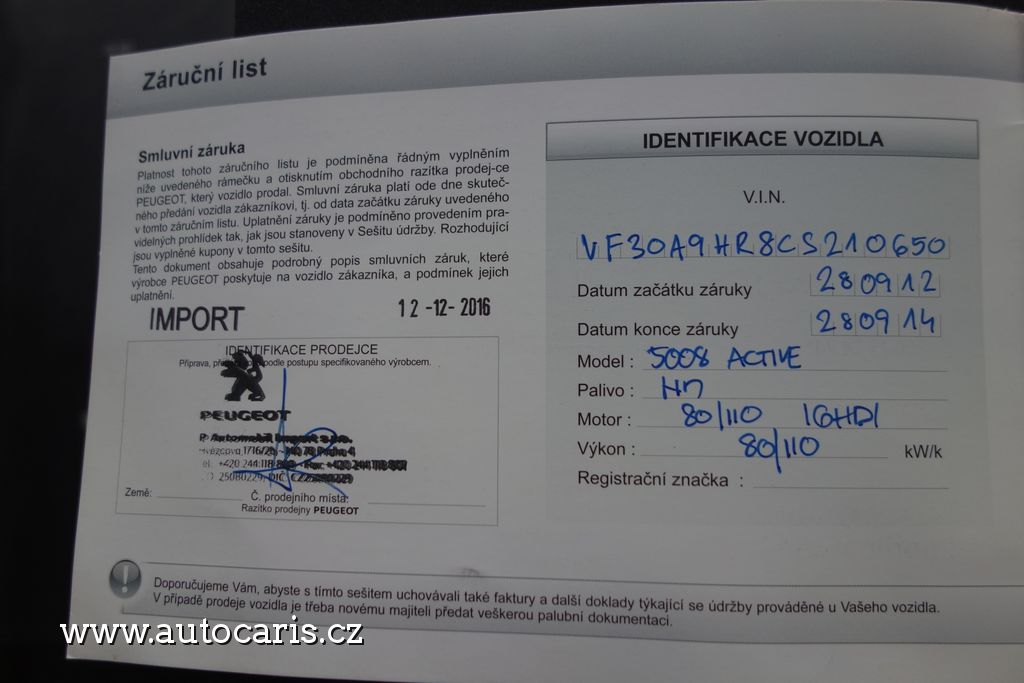 Záruční list
Smluvní záruka
Platnost tohoto záručního listu je podmíněna řádným vyplněním
níže uvedeného rámečku a otisknutím obchodního razítka prodej-ce
PEUGEOT, který vozidlo prodal. Smluvní záruka platí ode dne skuteč-
ného předání vozidla zákazníkovi, tj. od data začátku záruky uvedeného
v tomto záručním listu. Uplatnění záruky je podmíněno provedením pra-
videlných prohlídek tak, jak jsou stanoveny v Sešitu údržby. Rozhodující
jsou vyplněné kupony v tomto sešitu.
Tento dokument obsahuje podrobný popis smluvních záruk, které
výrobce PEUGEOT poskytuje na vozidlo zákazníka, a podmínek jejich
uplatnění.
IMPORT
12 -12- 2016
IDENTIFIKACE PRODEJCE
Příprava, podle postupu specifikovaného výrobcem.
PEUGEOT
Země:
Č. prodejního místa:
Razítko prodejny PEUGEOT
IDENTIFIKACE VOZIDLA
V.I.N.
VF30A9HR8CS210650
Datum začátku záruky 280912
Datum konce záruky 280914
Model : 5008 ACTIVE
Palivo :
Motor : 80/110 16HDI
Výkon : 80/110 kW/k
Registrační značka :
Doporučujeme Vám, abyste s tímto sešitem uchovávali také faktury a další doklady týkající se údržby prováděné u Vašeho vozidla.
V případě prodeje vozidla je třeba novému majiteli předat veškerou palubní dokumentaci.
www.autocaris.cz